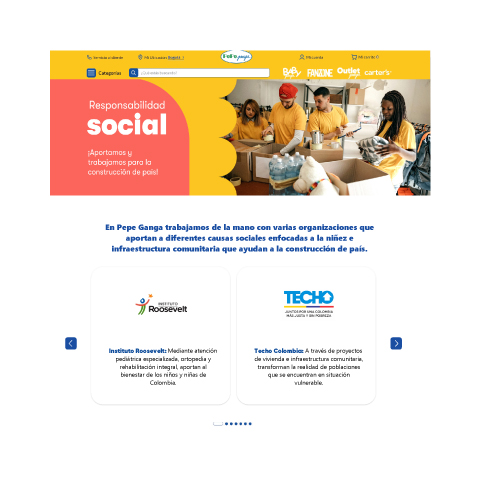 Servicio al cliente
Mi Ubicación: Bogotá
Pepe ganga
Mi cuenta
Mi carrito
Categorías
BABY
FANZONE
Outlet
carter's
Responsabilidad
social
¡Aportamos y
trabajamos para la
construcción de país!
En Pepe Ganga trabajamos de la mano con varias organizaciones que
aportan a diferentes causas sociales enfocadas a la niñez e
infraestructura comunitaria que ayudan a la construcción de país.
INSTITUTO
Roosevelt
Instituto Roosevelt: Mediante atención
pediátrica especializada, ortopedia y
rehabilitación integral, aportan al
bienestar de los niños y niñas de
Colombia.
TECHO
JUNTOS POR UNA COLOMBIA
MÁS JUSTA Y SIN POBREZA
Techo Colombia: A través de proyectos
de vivienda e infraestructura comunitaria,
transforman la realidad de poblaciones
que se encuentran en situación
vulnerable.